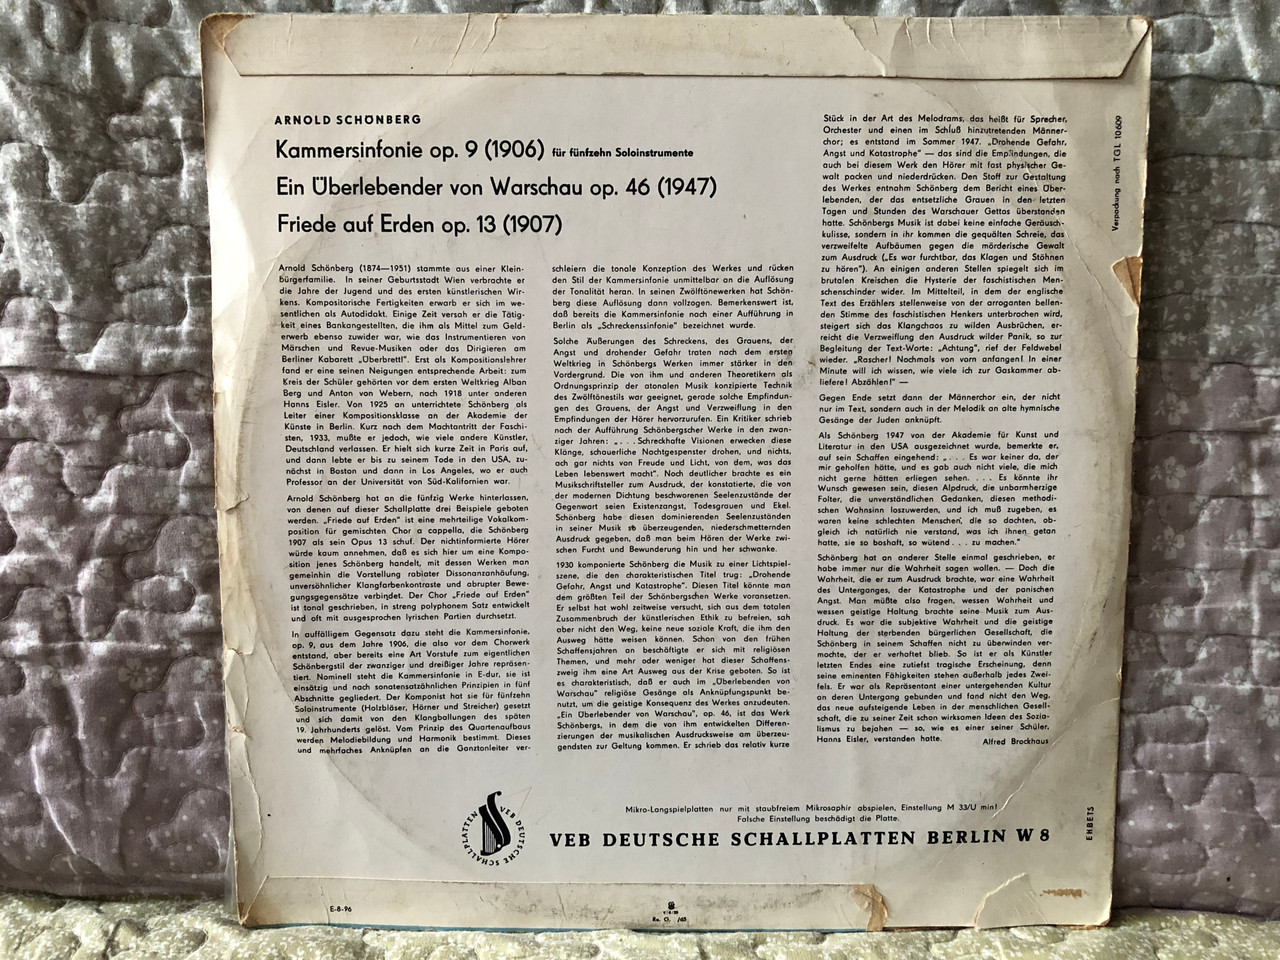 ARNOLD SCHÖNBERG
Kammersinfonie op. 9 (1906) für fünfzehn Soloinstrumente
Ein Überlebender von Warschau op. 46 (1947)
Friede auf Erden op. 13 (1907)
Arnold Schönberg (1874—1951) stammte aus einer Klein-
bürgerfamilie. In seiner Geburtsstadt Wien verbrachte er
die Jahre der Jugend und des ersten künstlerischen Wir-
kens. Kompositorische Fertigkeiten erwarb er sich im we-
sentlichen als Autodidakt. Einige Zeit versah er die Tätig-
keit eines Bankangestellten, die ihm als Mittel zum Geld-
erwerb ebenso zuwider war, wie das Instrumentieren von
Märschen und Revue-Musiken oder das Dirigieren am
Berliner Kabarett „Überbrettl". Erst als Kompositionslehrer
fand er eine seinen Neigungen entsprechende Arbeit: zum
Kreis der Schüler gehörten vor dem ersten Weltkrieg Alban
Berg und Anton von Webern, nach 1918 unter anderen
Hanns Eisler. Von 1925 an unterrichtete Schönberg als
Leiter einer Kompositionsklasse an der Akademie der
Künste in Berlin. Kurz nach dem Machtantritt der Faschi-
sten, 1933, mußte er jedoch, wie viele andere Künstler,
Deutschland verlassen. Er hielt sich kurze Zeit in Paris auf,
und dann lebte er bis zu seinem Tode in den USA, zu-
nächst in Boston und dann in Los Angeles, wo er auch
Professor an der Universität von Süd-Kalifornien war.
Arnold Schönberg hat an die fünfzig Werke hinterlassen,
von denen auf dieser Schallplatte drei Beispiele geboten
werden. „Friede auf Erden" ist eine mehrteilige Vokalkom-
position für gemischten Chor a cappella, die Schönberg
1907 als sein Opus 13 schuf. Der nichtinformierte Hörer
würde kaum annehmen, daß es sich hier um eine Kompo-
sition jenes Schönberg handelt, mit dessen Werken man
gemeinhin die Vorstellung rabiater Dissonanzanhäufung,
unversöhnlicher Klangfarbenkontraste und abrupter Bewe-
gungsgegensätze verbindet. Der Chor „Friede auf Erden"
ist tonal geschrieben, in streng polyphonem Satz entwickelt
und oft mit ausgesprochen lyrischen Partien durchsetzt.
In auffälligem Gegensatz dazu steht die Kammersinfonie,
op. 9, aus dem Jahre 1906, die also vor dem Chorwerk
entstand, aber bereits eine Art Vorstufe zum eigentlichen
Schönbergstil der zwanziger und dreißiger Jahre repräsen-
tiert. Nominell steht die Kammersinfonie in E-dur, sie ist
einsätzig und nach sonatensatzähnlichen Prinzipien in fünf
Abschnitte gegliedert. Der Komponist hat sie für fünfzehn
Soloinstrumente (Holzbläser, Hörner und Streicher) gesetzt
und sich damit von den Klangballungen des späten
19. Jahrhunderts gelöst. Vom Prinzip des Quartenaufbaus
werden Melodiebildung und Harmonik bestimmt. Dieses
und mehrfaches Anknüpfen an die Ganztonleiter ver-
schleiern die tonale Konzeption des Werkes und rücken
den Stil der Kammersinfonie unmittelbar an die Auflösung
der Tonalität heran. In seinen Zwölftönewerken hat Schön-
berg diese Auflösung dann vollzogen. Bemerkenswert ist,
daß bereits die Kammersinfonie nach einer Aufführung in
Berlin als „Schreckenssinfonie" bezeichnet wurde.
Solche Äußerungen des Schreckens, des Grauens, der
Angst und drohender Gefahr traten nach dem ersten
Weltkrieg in Schönbergs Werken immer stärker in den
Vordergrund. Die von ihm und anderen Theoretikern als
Ordnungsprinzip der atonalen Musik konzipierte Technik
des Zwölftönestils war geeignet, gerade solche Empfindun-
gen des Grauens, der Angst und Verzweiflung in den
Empfindungen der Hörer hervorzurufen. Ein Kritiker schrieb
nach der Aufführung Schönbergscher Werke in den zwan-
ziger Jahren: „. . . Schreckhafte Visionen erwecken diese
Klänge, schauerliche Nachtgespenster drohen, und nichts,
ach gar nichts von Freude und Licht, von dem, was das
Leben lebenswert macht". Noch deutlicher brachte es ein
Musikschriftsteller zum Ausdruck, der konstatierte, die von
der modernen Dichtung beschworenen Seelenzustände der
Gegenwart seien Existenzangst, Todesgrauen und Ekel.
Schönberg habe diesen dominierenden Seelenzuständen
in seiner Musik so überzeugenden, niederschmetternden
Ausdruck gegeben, daß man beim Hören der Werke zwi-
schen Furcht und Bewunderung hin und her schwanke.
1930 komponierte Schönberg die Musik zu einer Lichtspiel-
szene, die den charakteristischen Titel trug: „Drohende
Gefahr, Angst und Katastrophe". Diesen Titel könnte man
dem größten Teil der Schönbergschen Werke voransetzen.
Er selbst hat wohl zeitweise versucht, sich aus dem totalen
Zusammenbruch der künstlerischen Ethik zu befreien, sah
aber nicht den Weg, keine soziale Kraft, die ihm den
Ausweg hätte weisen können. Schon von den frühen
Schaffensjahren an beschäftigte er sich mit religiösen
Themen, und mehr oder weniger hat dieser Schaffens-
zweig ihm eine Art Ausweg aus der Krise geboten. So ist
es charakteristisch, daß er auch im „Überlebenden von
Warschau" religiöse Gesänge als Anknüpfungspunkt be-
nutzt, um die geistige Konsequenz des Werkes anzudeuten.
„Ein Überlebender von Warschau", op. 46, ist das Werk
Schönbergs, in dem die von ihm entwickelten Differen-
zierungen der musikalischen Ausdrucksweise am überzeu-
gendsten zur Geltung kommen. Er schrieb das relativ kurze
Stück in der Art des Melodrams, das heißt für Sprecher,
Orchester und einen im Schluß hinzutretenden Männer-
chor; es entstand im Sommer 1947. „Drohende Gefahr,
Angst und Katastrophe" — das sind die Empfindungen, die
auch bei diesem Werk den Hörer mit fast physischer Ge-
walt packen und niederdrücken. Den Stoff zur Gestaltung
des Werkes entnahm Schönberg dem Bericht eines Über-
lebenden, der das entsetzliche Grauen in den letzten
Tagen und Stunden des Warschauer Gettos überstanden
hatte. Schönbergs Musik ist dabei keine einfache Geräusch-
kulisse, sondern in ihr kommen die gequälten Schreie, das
verzweifelte Aufbäumen gegen die mörderische Gewalt
zum Ausdruck („Es war furchtbar, das Klagen und Stöhnen
zu hören"). An einigen anderen Stellen spiegelt sich im
brutalen Kreischen die Hysterie der faschistischen Men-
schenschinder wider. Im Mittelteil, in dem der englische
Text des Erzählers stellenweise von der arroganten bellen-
den Stimme des faschistischen Henkers unterbrochen wird,
steigert sich das Klangchaos zu wilden Ausbrüchen, er-
reicht die Verzweiflung den Ausdruck wilder Panik, so zur
Begleitung der Text-Worte: „Achtung", rief der Feldwebel
wieder. „Rascher! Nochmals von vorn anfangen! In einer
Minute will ich wissen, wie viele ich zur Gaskammer ab-
liefere! Abzählen!" —
Gegen Ende setzt dann der Männerchor ein, der nicht
nur im Text, sondern auch in der Melodik an alte hymnische
Gesänge der Juden anknüpft.
Als Schönberg 1947 von der Akademie für Kunst und
Literatur in den USA ausgezeichnet wurde, bemerkte er,
auf sein Schaffen eingehend: „. . . Es war keiner da, der
mir geholfen hätte, und es gab auch nicht viele, die mich
nicht gerne hätten erliegen sehen. . . . Es könnte ihr
Wunsch gewesen sein, diesen Alpdruck, die unbarmherzige
Folter, die unverständlichen Gedanken, diesen methodi-
schen Wahnsinn loszuwerden, und ich muß zugeben, es
waren keine schlechten Menschen, die so dachten, ob-
gleich ich natürlich nie verstand, was ich ihnen getan
hatte, sie so boshaft, so wütend . . . zu machen."
Schönberg hat an anderer Stelle einmal geschrieben, er
habe immer nur die Wahrheit sagen wollen. — Doch die
Wahrheit, die er zum Ausdruck brachte, war eine Wahrheit
des Unterganges, der Katastrophe und der panischen
Angst. Man müßte also fragen, wessen Wahrheit und
wessen geistige Haltung brachte seine Musik zum Aus-
druck. Es war die subjektive Wahrheit und die geistige
Haltung der sterbenden bürgerlichen Gesellschaft, die
Schönberg in seinem Schaffen nicht zu überwinden ver-
mochte, der er verhaftet blieb. So ist er als Künstler
letzten Endes eine zutiefst tragische Erscheinung, denn
seine eminenten Fähigkeiten stehen außerhalb jedes Zwei-
fels. Er war als Repräsentant einer untergehenden Kultur
an deren Untergang gebunden und fand nicht den Weg,
das neue aufsteigende Leben in der menschlichen Gesell-
schaft, die zu seiner Zeit schon wirksamen Ideen des Sozia-
lismus zu bejahen — so, wie es einer seiner Schüler,
Hanns Eisler, verstanden hatte. Alfred Brockhaus
Verpackung nach TGL 10 609
Mikro-Langspielplatten nur mit staubfreiem Mikrosaphir abspielen, Einstellung M 33/U min!
Falsche Einstellung beschädigt die Platte.
VEB DEUTSCHE SCHALLPLATTEN
VEB DEUTSCHE SCHALLPLATTEN BERLIN W 8
EKBETS
E-8-96
Re. O. /65